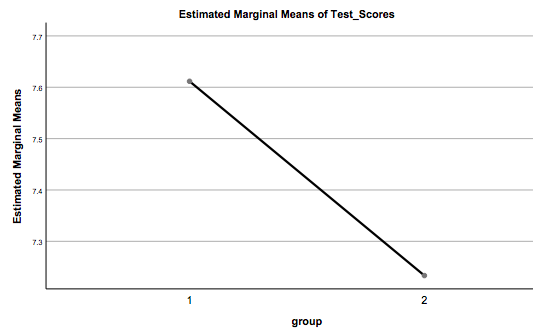 Estimated Marginal Means of Test_Scores
Estimated Marginal Means
7.7
7.6
7.5
7.4
7.3
1 2
group